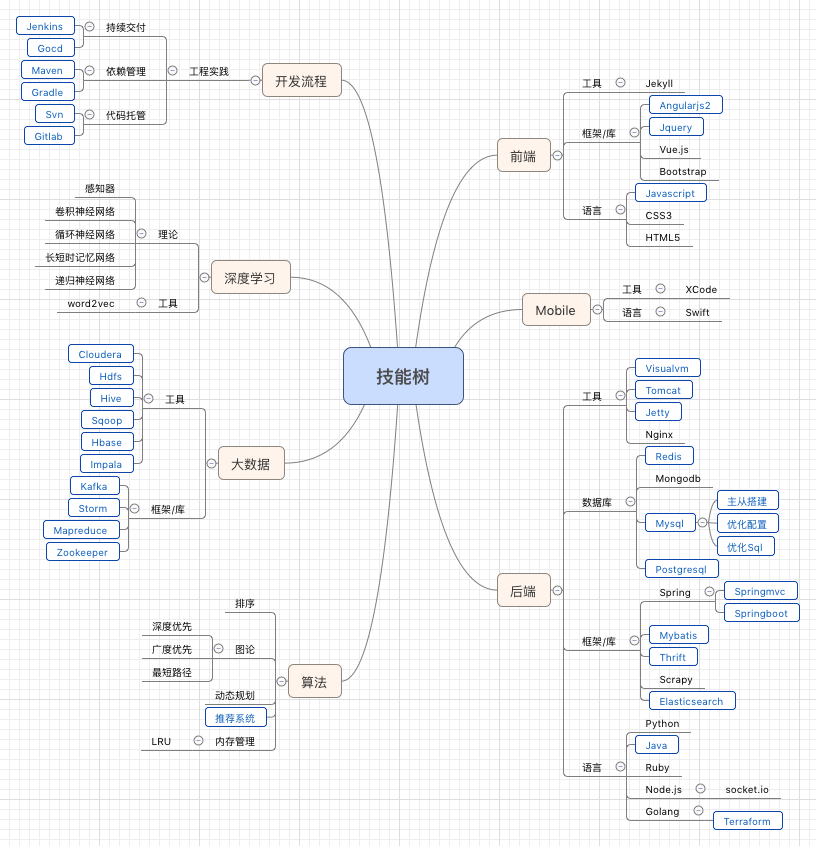 技能树
开发流程
工程实践
持续交付
Jenkins
Gocd
依赖管理
Maven
Gradle
代码托管
Svn
Gitlab
深度学习
理论
感知器
卷积神经网络
循环神经网络
长短时记忆网络
递归神经网络
工具
word2vec
大数据
工具
Cloudera
Hdfs
Hive
Sqoop
Hbase
Impala
框架/库
Kafka
Storm
Mapreduce
Zookeeper
算法
排序
图论
深度优先
广度优先
最短路径
动态规划
推荐系统
内存管理
LRU
前端
工具
Jekyll
框架/库
Angularjs2
Jquery
Vue.js
Bootstrap
语言
Javascript
CSS3
HTML5
Mobile
工具
XCode
语言
Swift
后端
工具
Visualvm
Tomcat
Jetty
Nginx
数据库
Redis
Mongodb
Mysql
主从搭建
优化配置
优化Sql
Postgresql
框架/库
Spring
Springmvc
Springboot
Mybatis
Thrift
Scrapy
Elasticsearch
语言
Python
Java
Ruby
Node.js
socket.io
Golang
Terraform